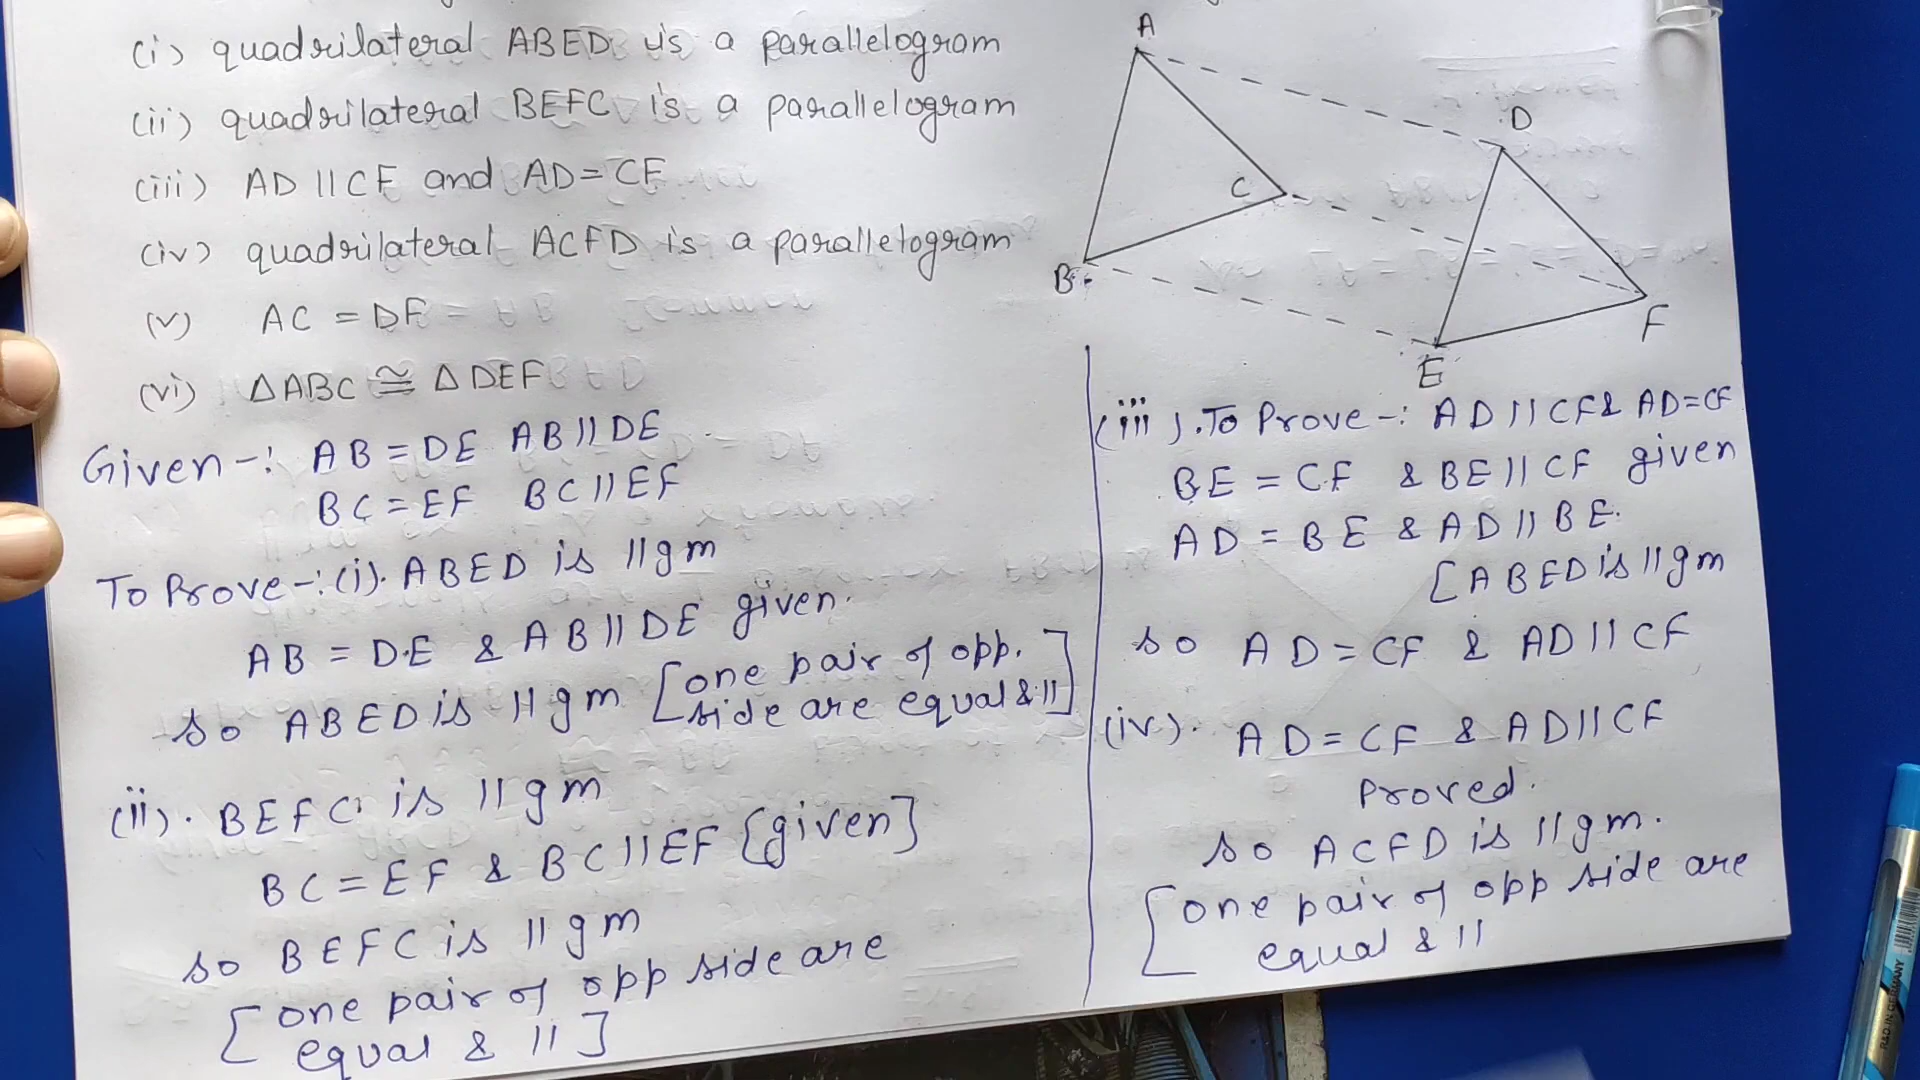 (i) quadrilateral ABED is a parallelogram
(ii) quadrilateral BEFC is a parallelogram
(iii) AD || CF and AD = CF
(iv) quadrilateral ACFD is a parallelogram
(v) AC = DF
(vi) △ABC ≅ △DEF
A
D
C
B
F
E
Given -: AB = DE AB || DE
BC = EF BC || EF
To Prove -: (i). ABED is ||gm
AB = DE & AB || DE given.
so ABED is ||gm [one pair of opp.
side are equal & ||]
(ii). BEFC is ||gm
BC = EF & BC || EF [given]
so BEFC is ||gm
[one pair of opp side are
equal & ||]
(iii). To Prove -: AD || CF & AD = CF
BE = CF & BE || CF given
AD = BE & AD || BE.
[ABED is ||gm
so AD = CF & AD || CF
(iv). AD = CF & AD || CF
Proved.
so ACFD is ||gm.
[one pair of opp side are
equal & ||